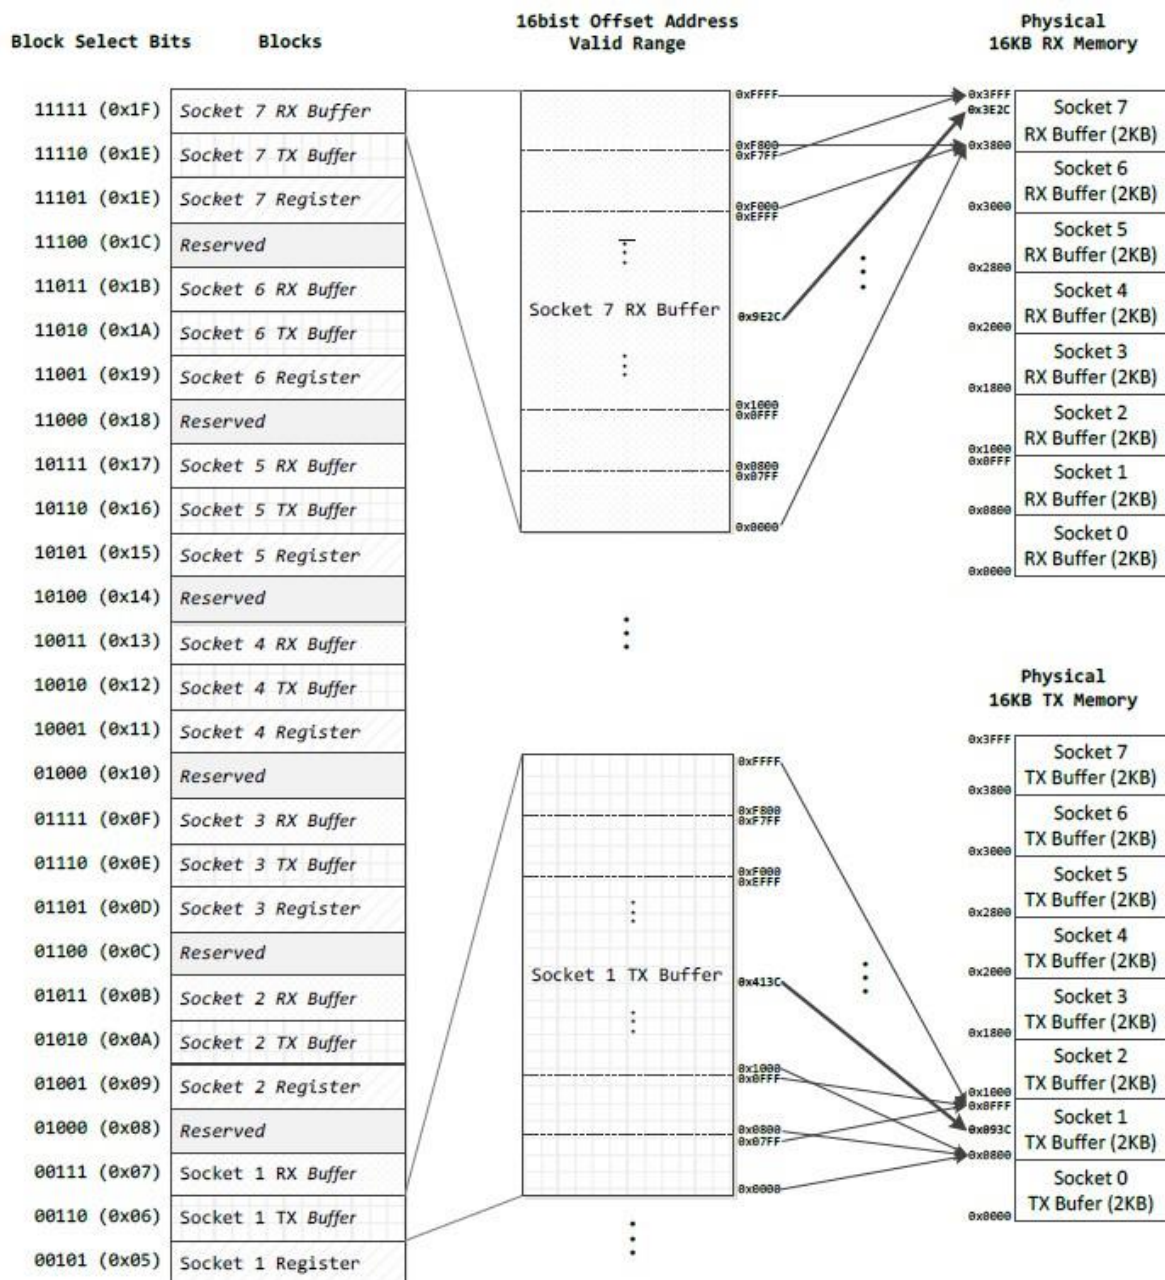 16bist Offset Address
Valid Range
Physical
16KB RX Memory
Block Select Bits
Blocks
11111 (0x1F) Socket 7 RX Buffer
11110 (0x1E) Socket 7 TX Buffer
11101 (0x1E) Socket 7 Register
11100 (0x1C) Reserved
11011 (0x1B) Socket 6 RX Buffer
11010 (0x1A) Socket 6 TX Buffer
11001 (0x19) Socket 6 Register
11000 (0x18) Reserved
10111 (0x17) Socket 5 RX Buffer
10110 (0x16) Socket 5 TX Buffer
10101 (0x15) Socket 5 Register
10100 (0x14) Reserved
10011 (0x13) Socket 4 RX Buffer
10010 (0x12) Socket 4 TX Buffer
10001 (0x11) Socket 4 Register
01000 (0x10) Reserved
01111 (0x0F) Socket 3 RX Buffer
01110 (0x0E) Socket 3 TX Buffer
01101 (0x0D) Socket 3 Register
01100 (0x0C) Reserved
01011 (0x0B) Socket 2 RX Buffer
01010 (0x0A) Socket 2 TX Buffer
01001 (0x09) Socket 2 Register
01000 (0x08) Reserved
00111 (0x07) Socket 1 RX Buffer
00110 (0x06) Socket 1 TX Buffer
00101 (0x05) Socket 1 Register
0xFFFF
0xF800
0xF7FF
0xF000
0xEFFF
Socket 7 RX Buffer
0x9E2C
0x1000
0x0FFF
0x0800
0x07FF
0x0000
0x3FFF
0x3E2C
Socket 7
RX Buffer (2KB)
0x3800
Socket 6
RX Buffer (2KB)
0x3000
Socket 5
RX Buffer (2KB)
0x2800
Socket 4
RX Buffer (2KB)
0x2000
Socket 3
RX Buffer (2KB)
0x1800
Socket 2
RX Buffer (2KB)
0x1000
0x0FFF
Socket 1
RX Buffer (2KB)
0x0800
Socket 0
RX Buffer (2KB)
0x0000
0xFFFF
0xF800
0xF7FF
0xF000
0xEFFF
Socket 1 TX Buffer
0x413C
0x1000
0x0FFF
0x0800
0x07FF
0x0000
Physical
16KB TX Memory
0x3FFF
Socket 7
TX Buffer (2KB)
0x3800
Socket 6
TX Buffer (2KB)
0x3000
Socket 5
TX Buffer (2KB)
0x2800
Socket 4
TX Buffer (2KB)
0x2000
Socket 3
TX Buffer (2KB)
0x1800
Socket 2
TX Buffer (2KB)
0x1000
0x0FFF
Socket 1
0x093C
TX Buffer (2KB)
0x0800
Socket 0
TX Bufer (2KB)
0x0000